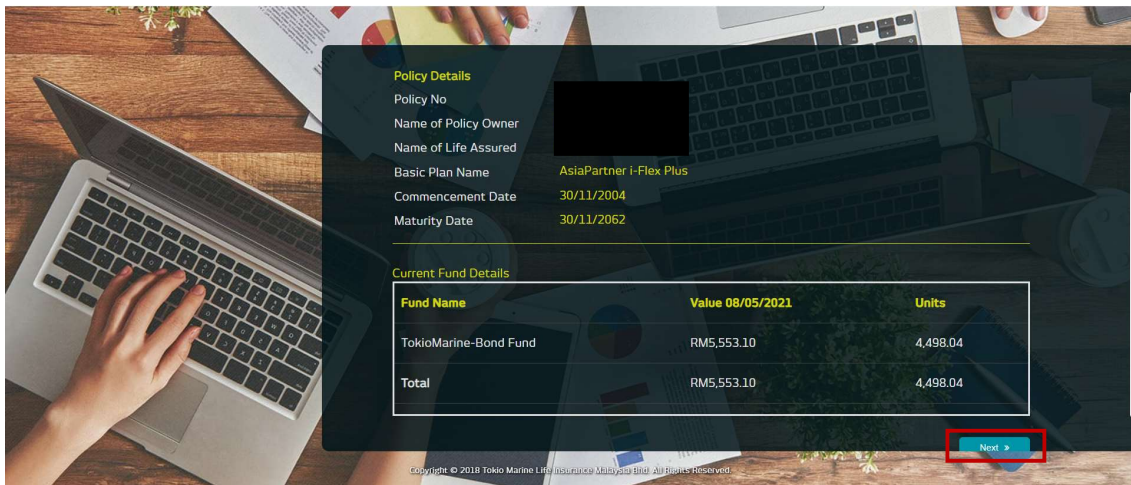 Policy Details
Policy No
Name of Policy Owner
Name of Life Assured
Basic Plan Name AsiaPartner i-Flex Plus
Commencement Date 30/11/2004
Maturity Date 30/11/2062
Current Fund Details
Fund Name Value 08/05/2021 Units
TokioMarine-Bond Fund RM5,553.10 4,498.04
Total RM5,553.10 4,498.04
Next »
Copyright © 2018 Tokio Marine Life Insurance Malaysia Bhd. All Rights Reserved.